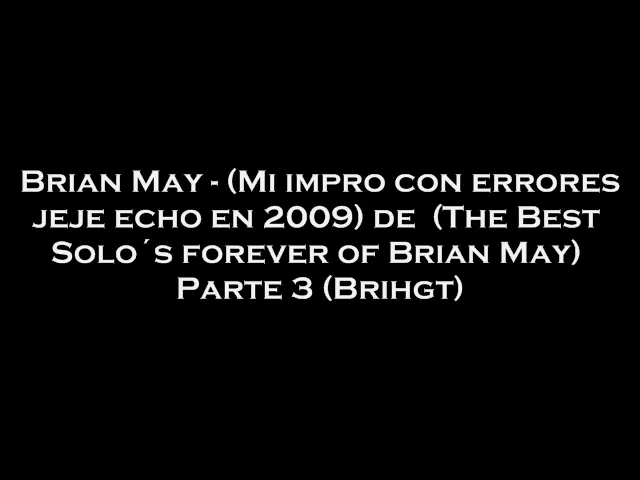 Brian May - (Mi impro con errores
jeje echo en 2009) de  (The Best
Solo´s forever of Brian May)
Parte 3 (Brihgt)